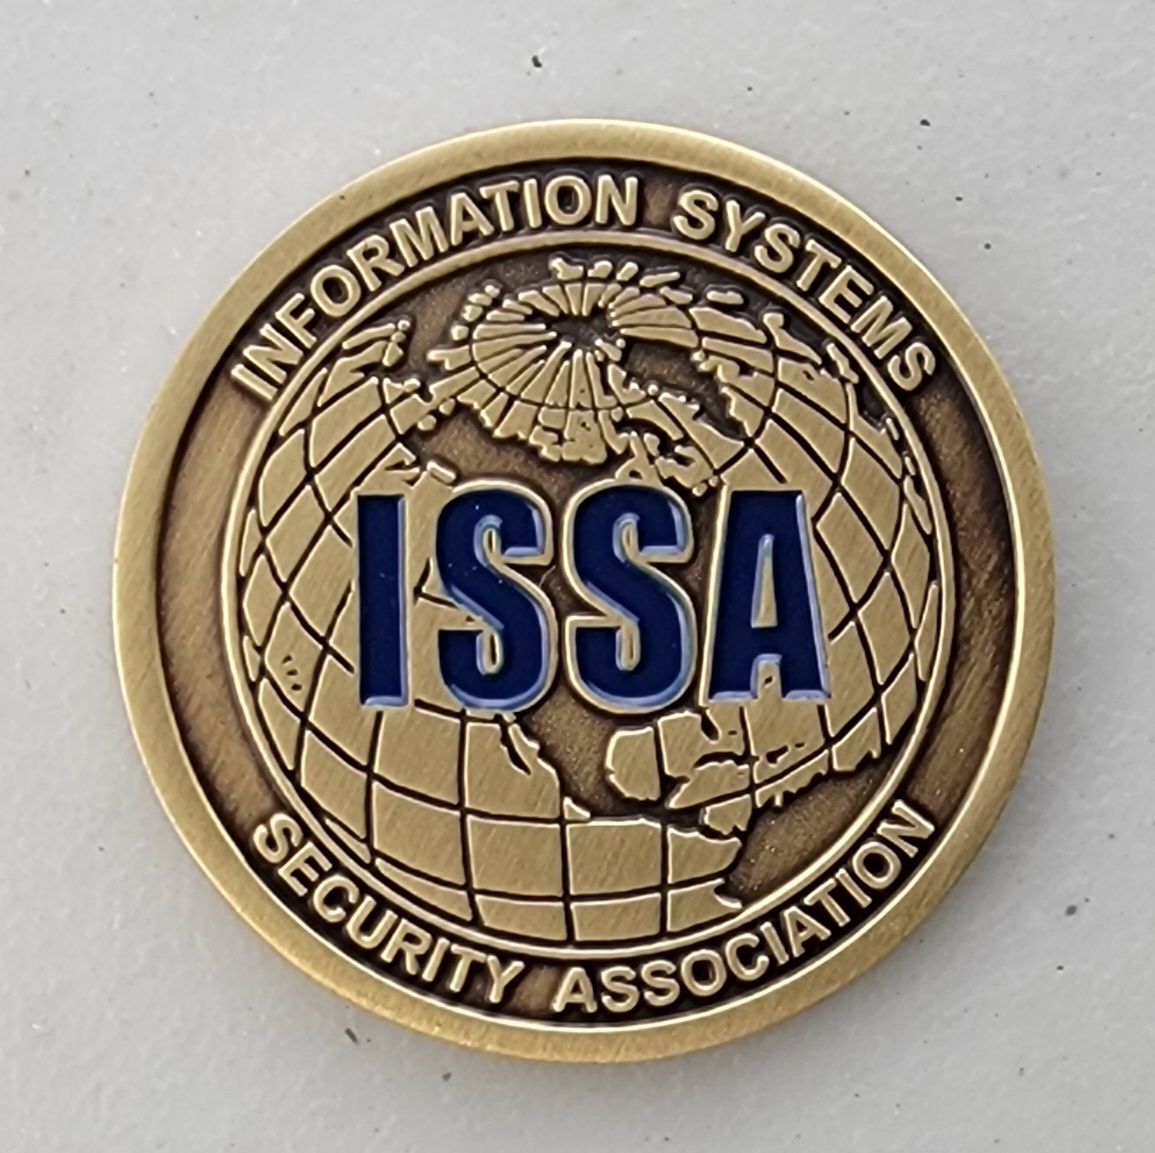 INFORMATION SYSTEMS
ISSA
SECURITY ASSOCIATION